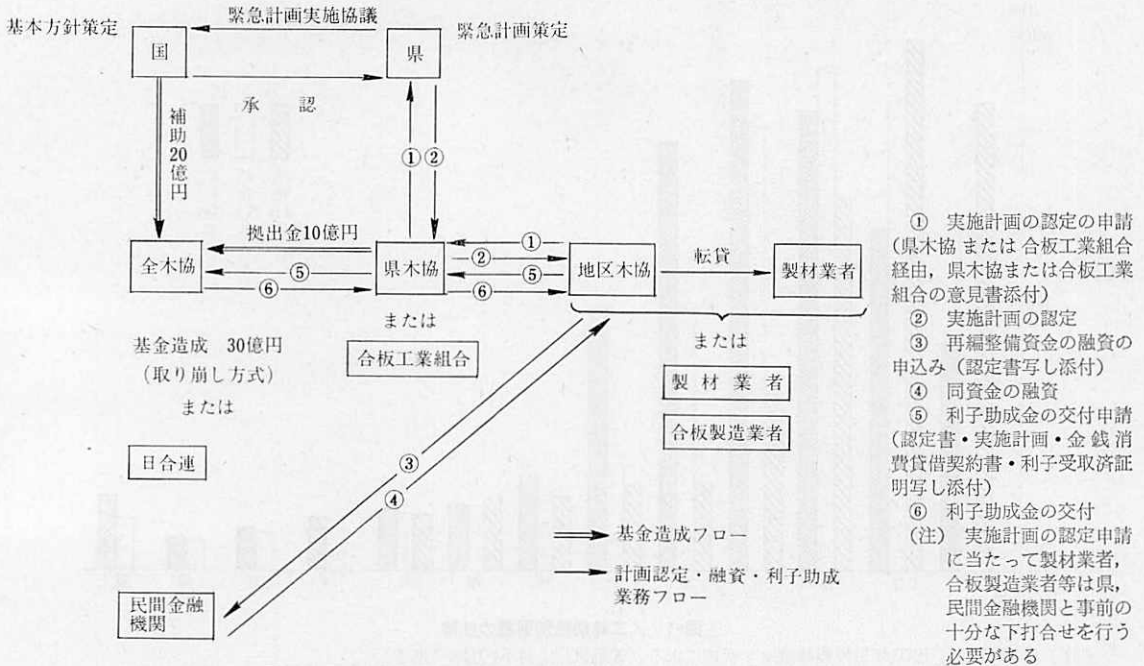 緊急計画実施協議
基本方針策定
国
県
緊急計画策定
承認
補助20億円
①
②
拠出金10億円
全木協
⑤
⑥
県木協
①
②
⑤
⑥
地区木協
転貸
製材業者
基金造成 30億円
(取り崩し方式)
または
日合連
または
合板工業組合
または
製材業者
合板製造業者
③
④
民間金融
機関
基金造成フロー
計画認定・融資・利子助成
業務フロー
① 実施計画の認定の申請
(県木協または合板工業組合
経由,県木協または合板工業
組合の意見書添付)
② 実施計画の認定
③ 再編整備資金の融資の
申込み(認定書写し添付)
④ 同資金の融資
⑤ 利子助成金の交付申請
(認定書・実施計画・金銭消
費貸借契約書・利子受取済証
明写し添付)
⑥ 利子助成金の交付
(注) 実施計画の認定申請
に当たって製材業者,
合板製造業者等は県,
民間金融機関と事前の
十分な下打合せを行う
必要がある